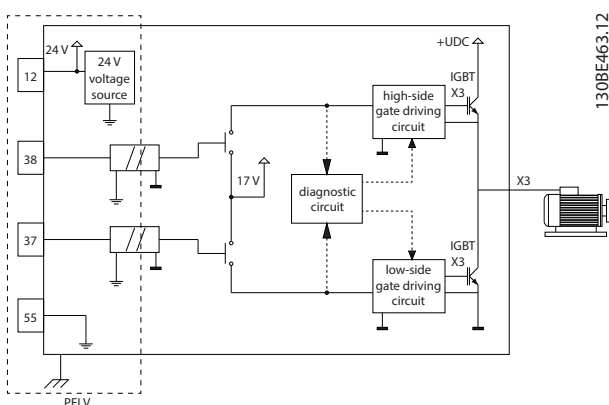 130BE463.12
+UDC
24 V
12
24 V
voltage
source
IGBT
X3
high-side
gate driving
circuit
38
17 V
diagnostic
circuit
X3
37
IGBT
X3
low-side
gate driving
circuit
55
PELV